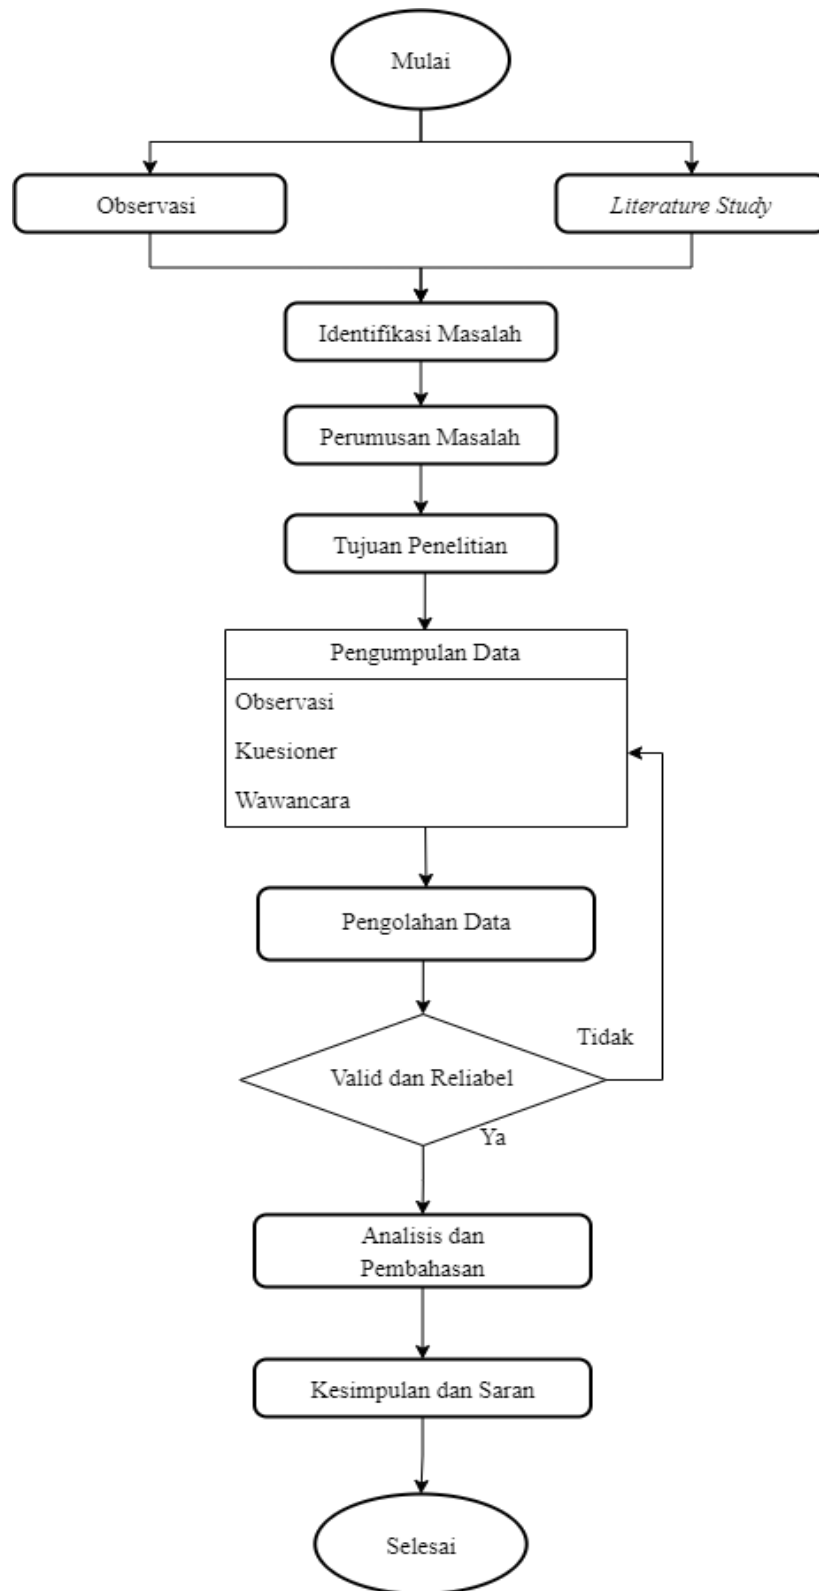 Mulai
Observasi
Literature Study
Identifikasi Masalah
Perumusan Masalah
Tujuan Penelitian
Pengumpulan Data
Observasi
Kuesioner
Wawancara
Pengolahan Data
Tidak
Valid dan Reliabel
Ya
Analisis dan
Pembahasan
Kesimpulan dan Saran
Selesai